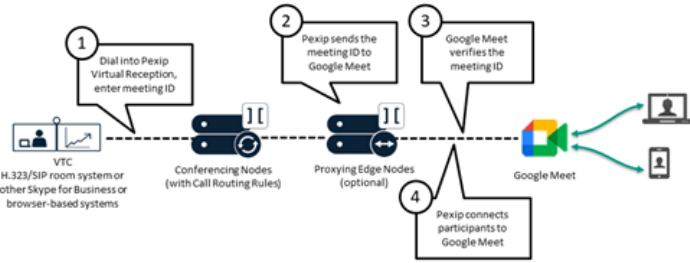 1
Dial into Pexip
Virtual Reception,
enter meeting ID
2
Pexip sends the
meeting ID to
Google Meet
3
Google Meet
verifies the
meeting ID
][
][
VTC
H.323/SIP room system or
other Skype for Business or
browser-based systems
Conferencing Nodes
(with Call Routing Rules)
Proxying Edge Nodes
(optional)
Google Meet
4
Pexip connects
participants to
Google Meet